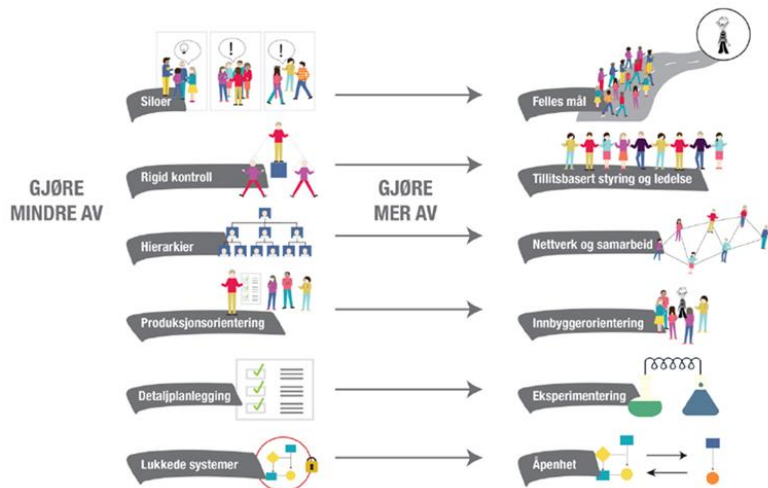 GJØRE
MINDRE AV
GJØRE
MER AV
Siloer
Felles mål
Rigid kontroll
Tillitsbasert styring og ledelse
Hierarkier
Nettverk og samarbeid
Produksjonsorientering
Innbyggerorientering
Detaljplanlegging
Eksperimentering
Lukkede systemer
Åpenhet